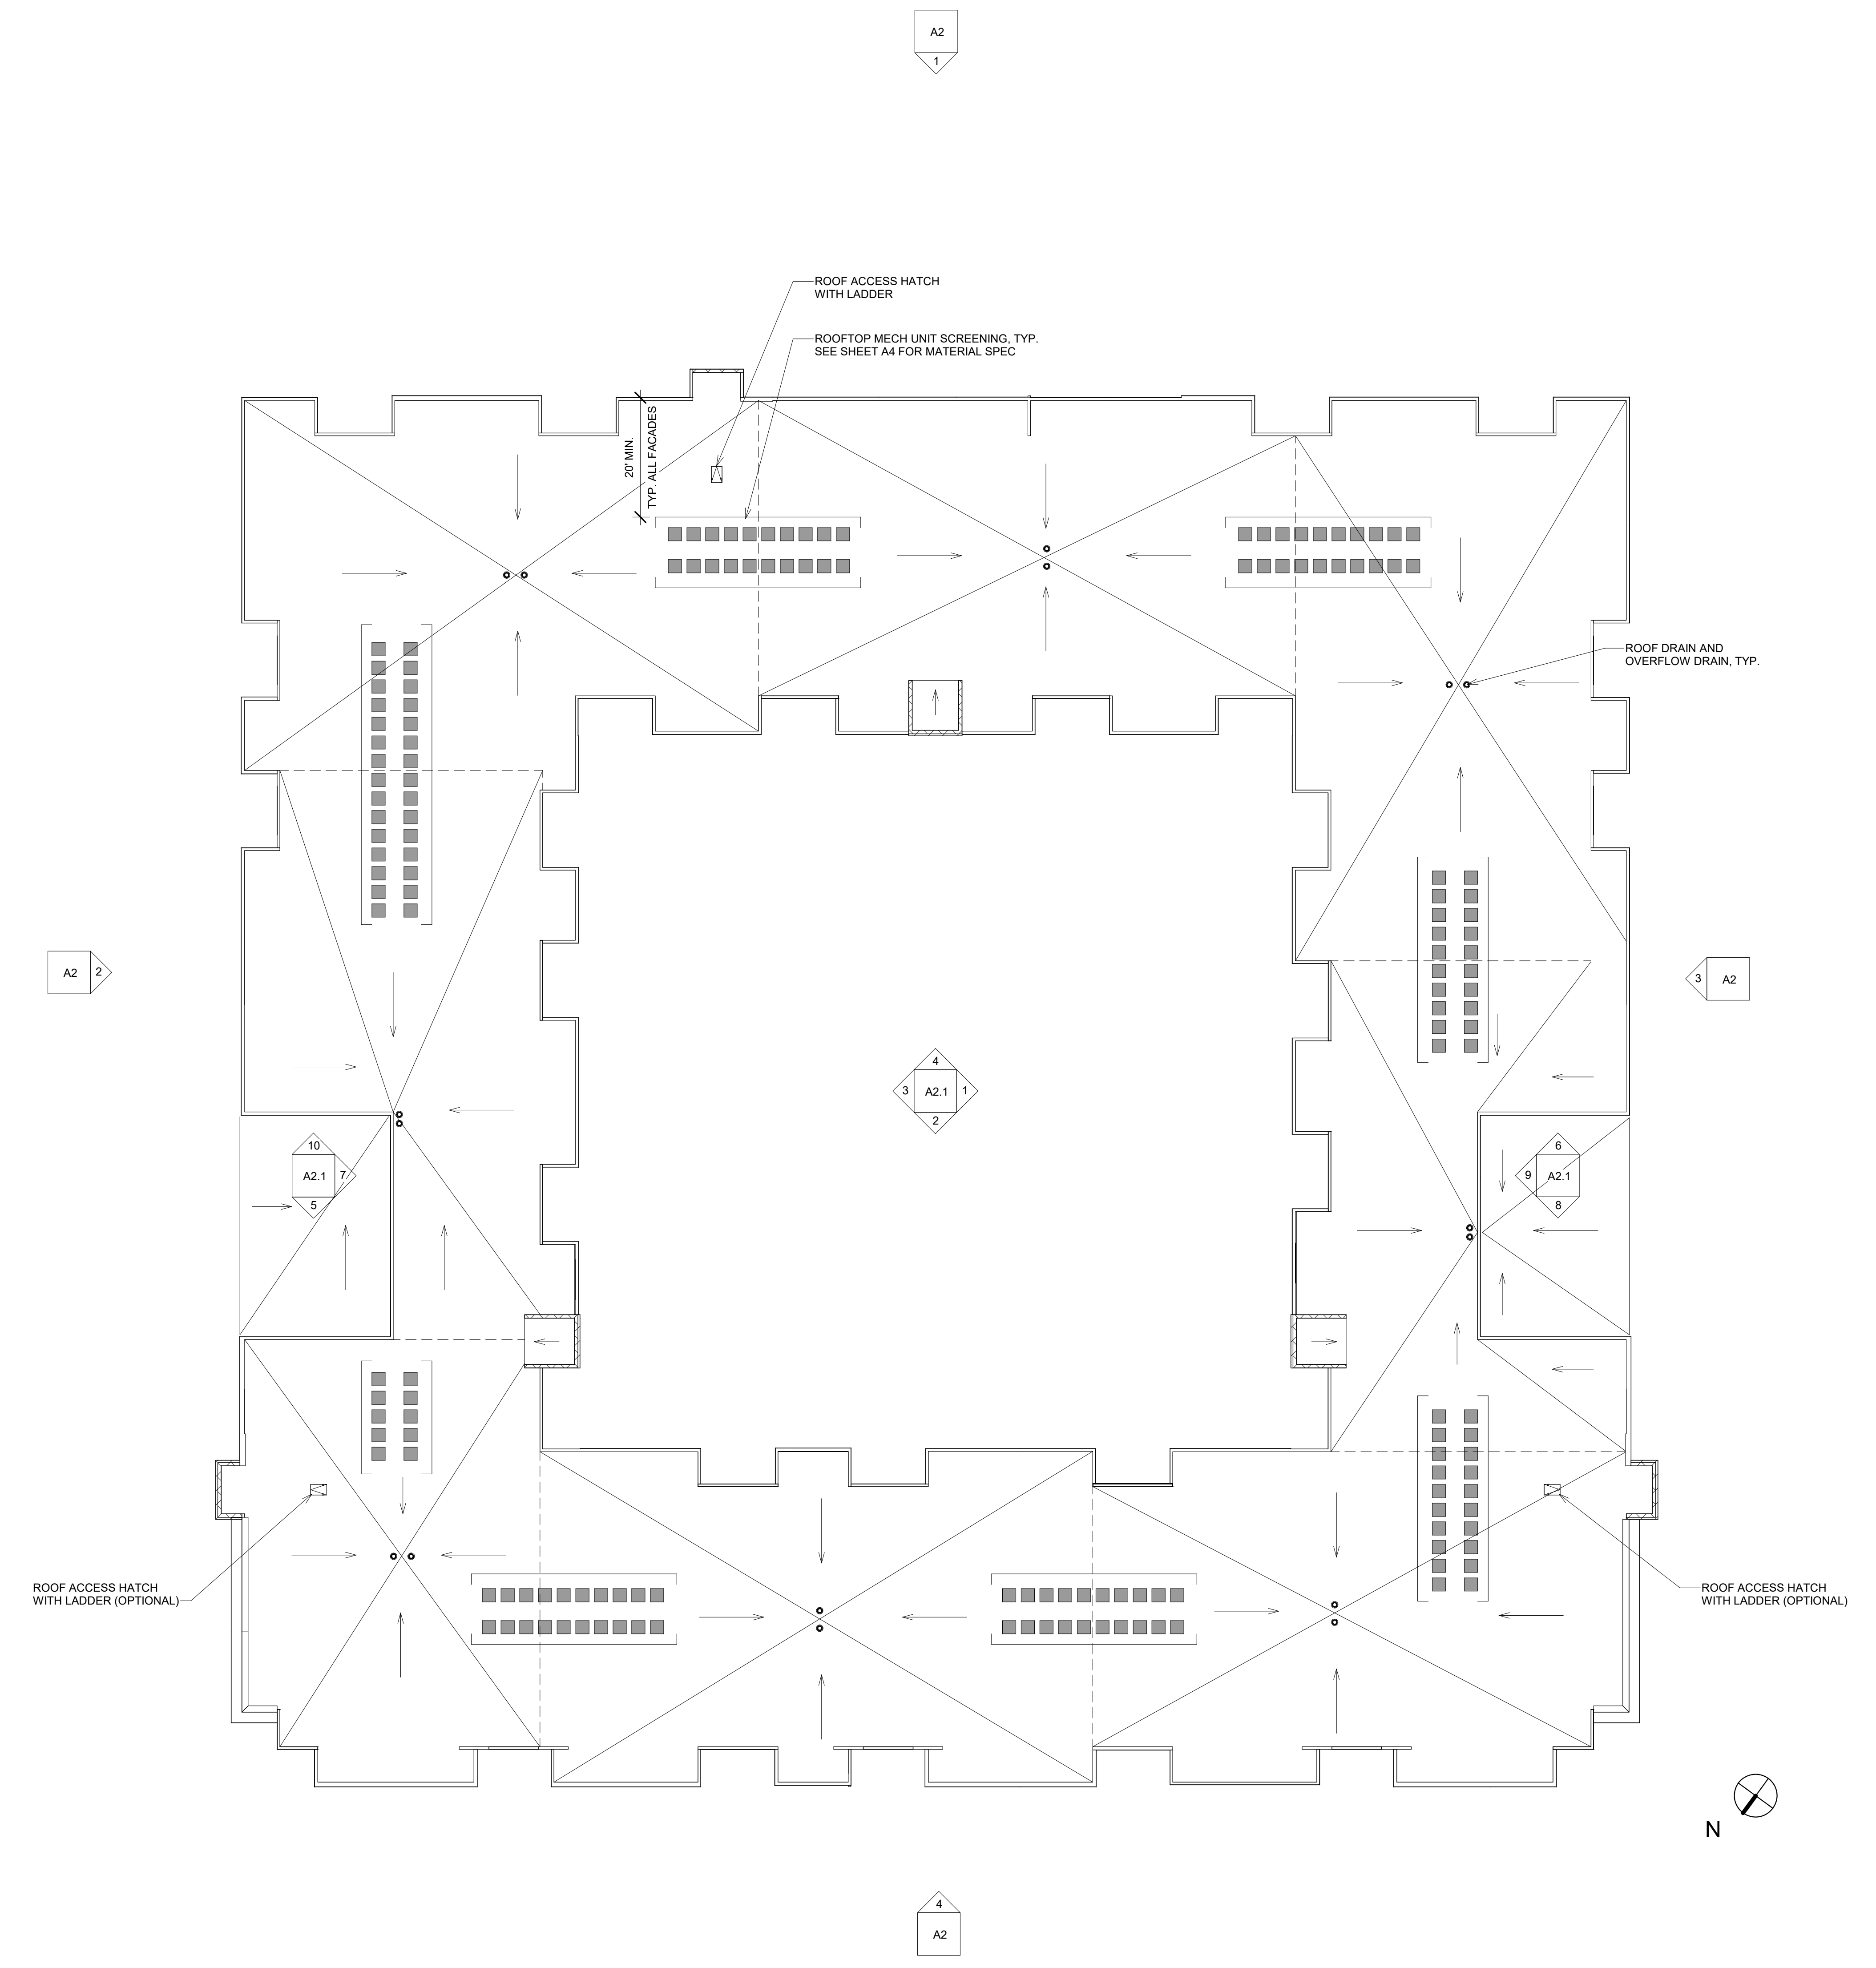 A2
1
ROOF ACCESS HATCH
WITH LADDER
ROOFTOP MECH UNIT SCREENING, TYP.
SEE SHEET A4 FOR MATERIAL SPEC
20' MIN.
TYP. ALL FACADES
ROOF DRAIN AND
OVERFLOW DRAIN, TYP.
A2
2
3
A2
4
3
A2.1
1
2
10
A2.1
7
5
6
9
A2.1
8
ROOF ACCESS HATCH
WITH LADDER (OPTIONAL)
ROOF ACCESS HATCH
WITH LADDER (OPTIONAL)
N
4
A2